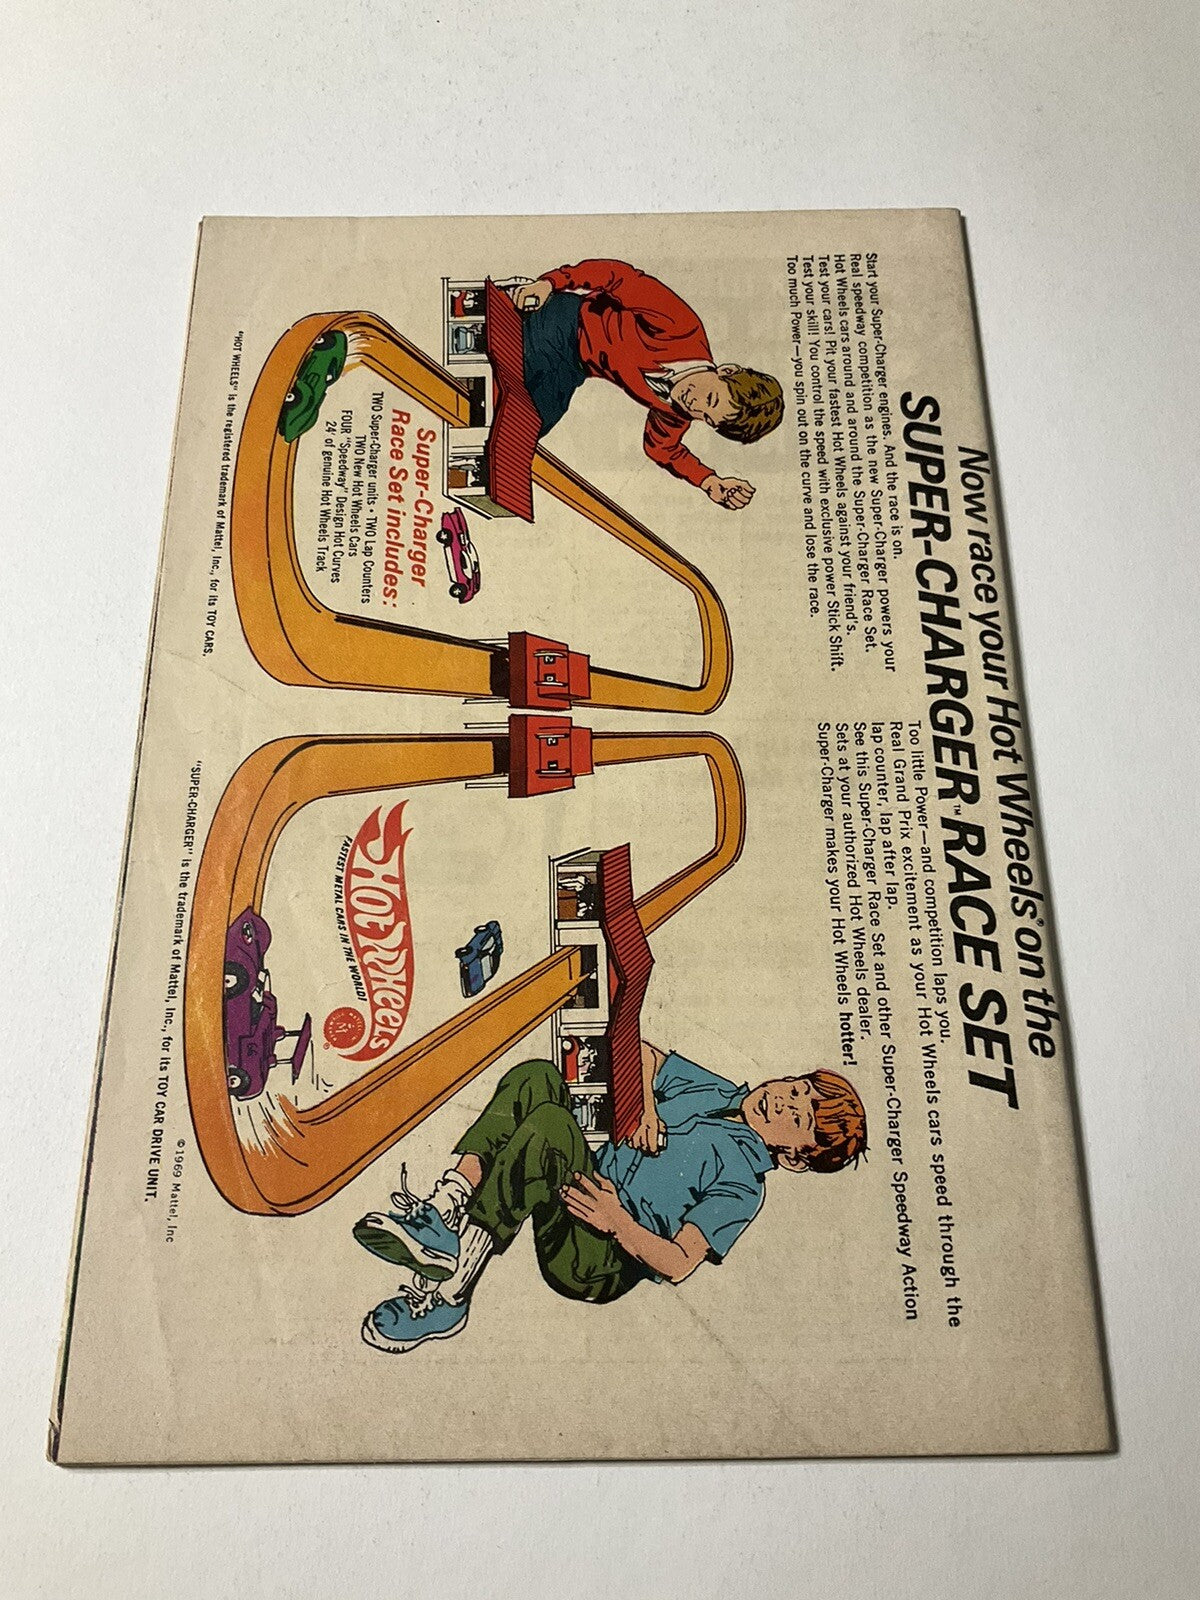 Now race your Hot Wheels® on the
SUPER-CHARGER™ RACE SET
Start your Super-Charger engines. And the race is on.
Real speedway competition as the new Super-Charger powers your
Hot Wheels cars around and around the Super-Charger Race Set.
Test your cars! Pit your fastest Hot Wheels against your friend's.
Test your skill! You control the speed with exclusive power Stick Shift.
Too much Power—you spin out on the curve and lose the race.
Too little Power—and competition laps you.
Real Grand Prix excitement as your Hot Wheels cars speed through the
lap counter, lap after lap.
See this Super-Charger Race Set and other Super-Charger Speedway Action
Sets at your authorized Hot Wheels dealer.
Super-Charger makes your Hot Wheels hotter!
Super-Charger
Race Set includes:
TWO Super-Charger units • TWO Lap Counters
TWO New Hot Wheels Cars
FOUR "Speedway" Design Hot Curves
24' of genuine Hot Wheels Track
HOT WHEELS
FASTEST METAL CARS IN THE WORLD!
®
66
"HOT WHEELS" is the registered trademark of Mattel, Inc., for its TOY CARS.
"SUPER-CHARGER" is the trademark of Mattel, Inc., for its TOY CAR DRIVE UNIT.
©1969 Mattel, Inc